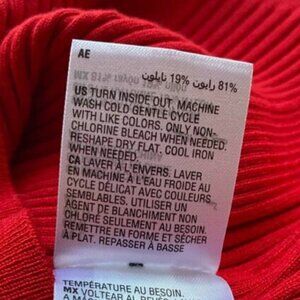 AE
81% رايون 19% نايلون
US TURN INSIDE OUT. MACHINE
WASH COLD GENTLE CYCLE
WITH LIKE COLORS. ONLY NON-
CHLORINE BLEACH WHEN NEEDED.
RESHAPE DRY FLAT. COOL IRON
WHEN NEEDED.
CA LAVER À L'ENVERS. LAVER
EN MACHINE À L'EAU FROIDE AU
CYCLE DÉLICAT AVEC COULEURS
SEMBLABLES. UTILISER UN
AGENT DE BLANCHIMENT NON
CHLORÉ SEULEMENT AU BESOIN.
REMETTRE EN FORME ET SÉCHER
À PLAT. REPASSER À BASSE
TEMPÉRATURE AU BESOIN.
MX VOLTEAR AL REVÉS